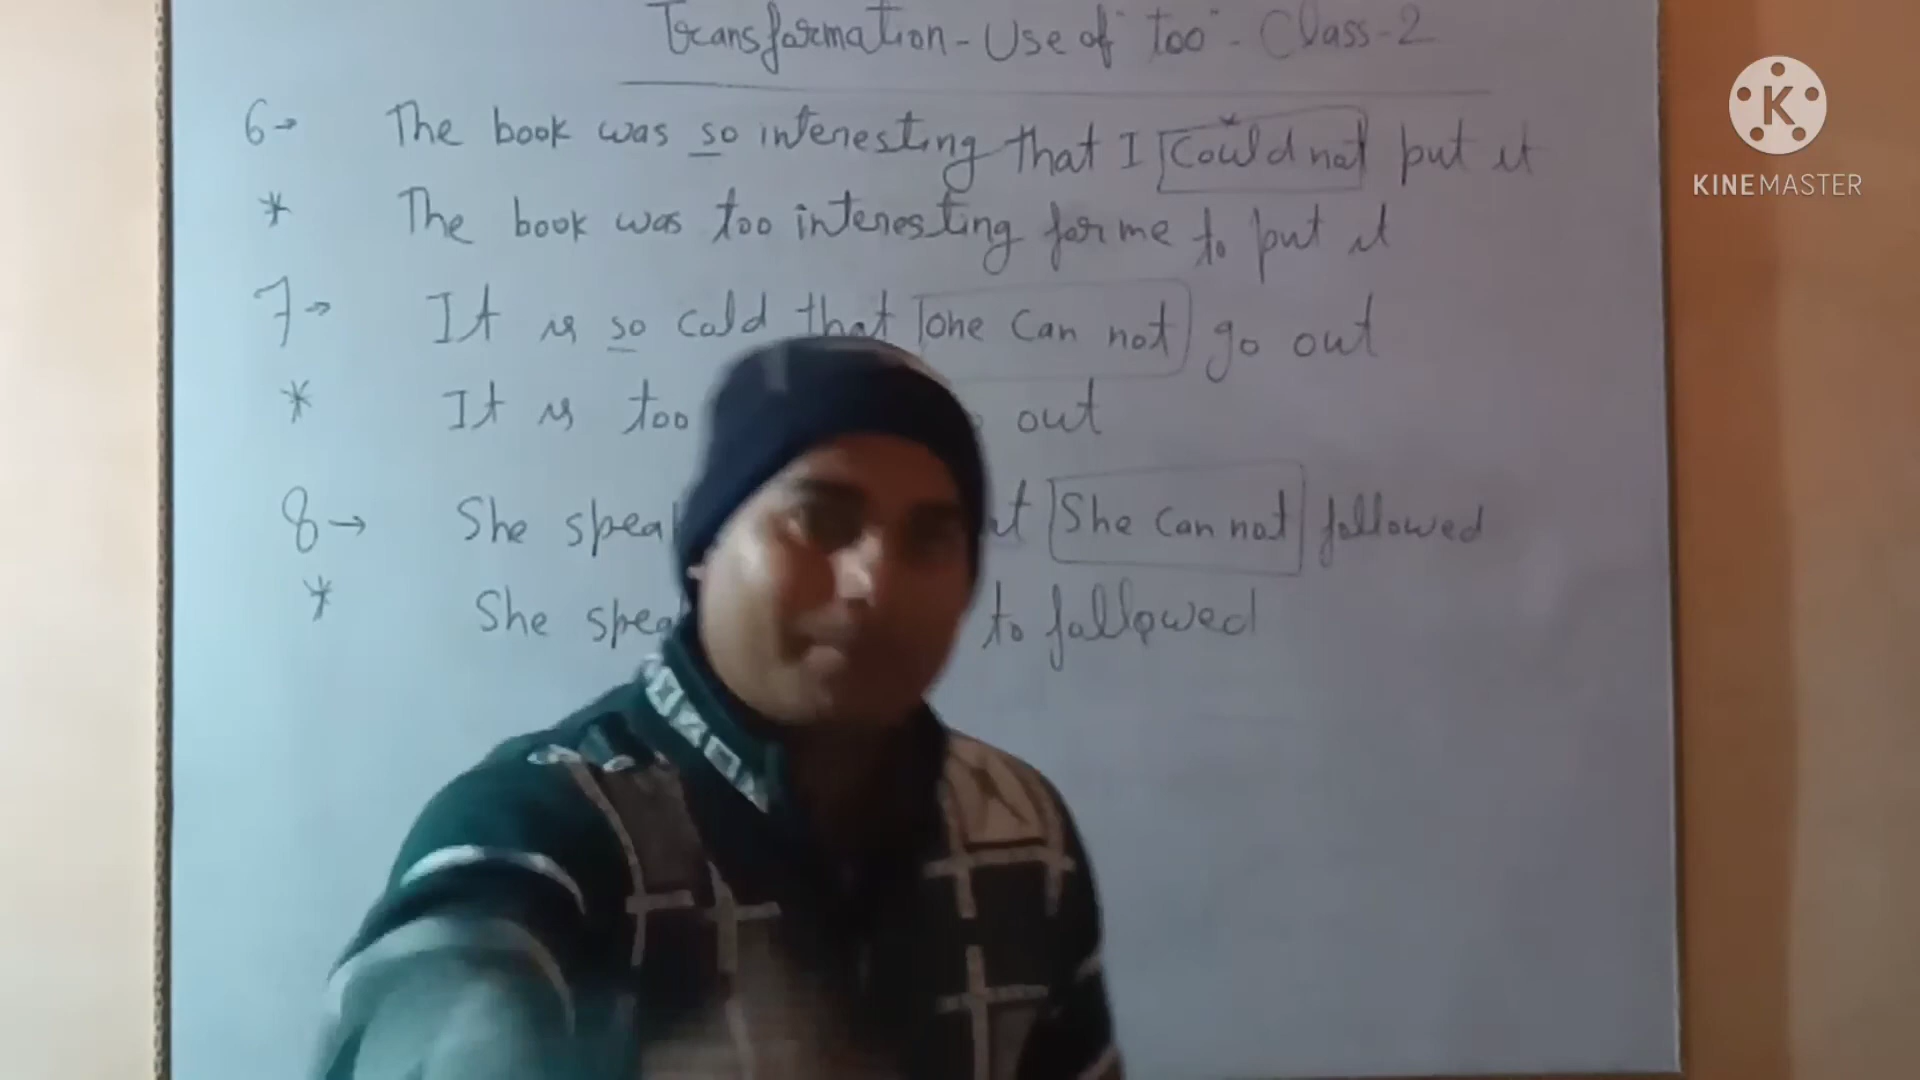 Transformation - Use of "too" - Class-2
6→ The book was so interesting that I could not put it
* The book was too interesting for me to put it
7→ It is so cold that one can not go out
* It is too out
8→ She She can not followed
* She to followed
K
KINEMASTER